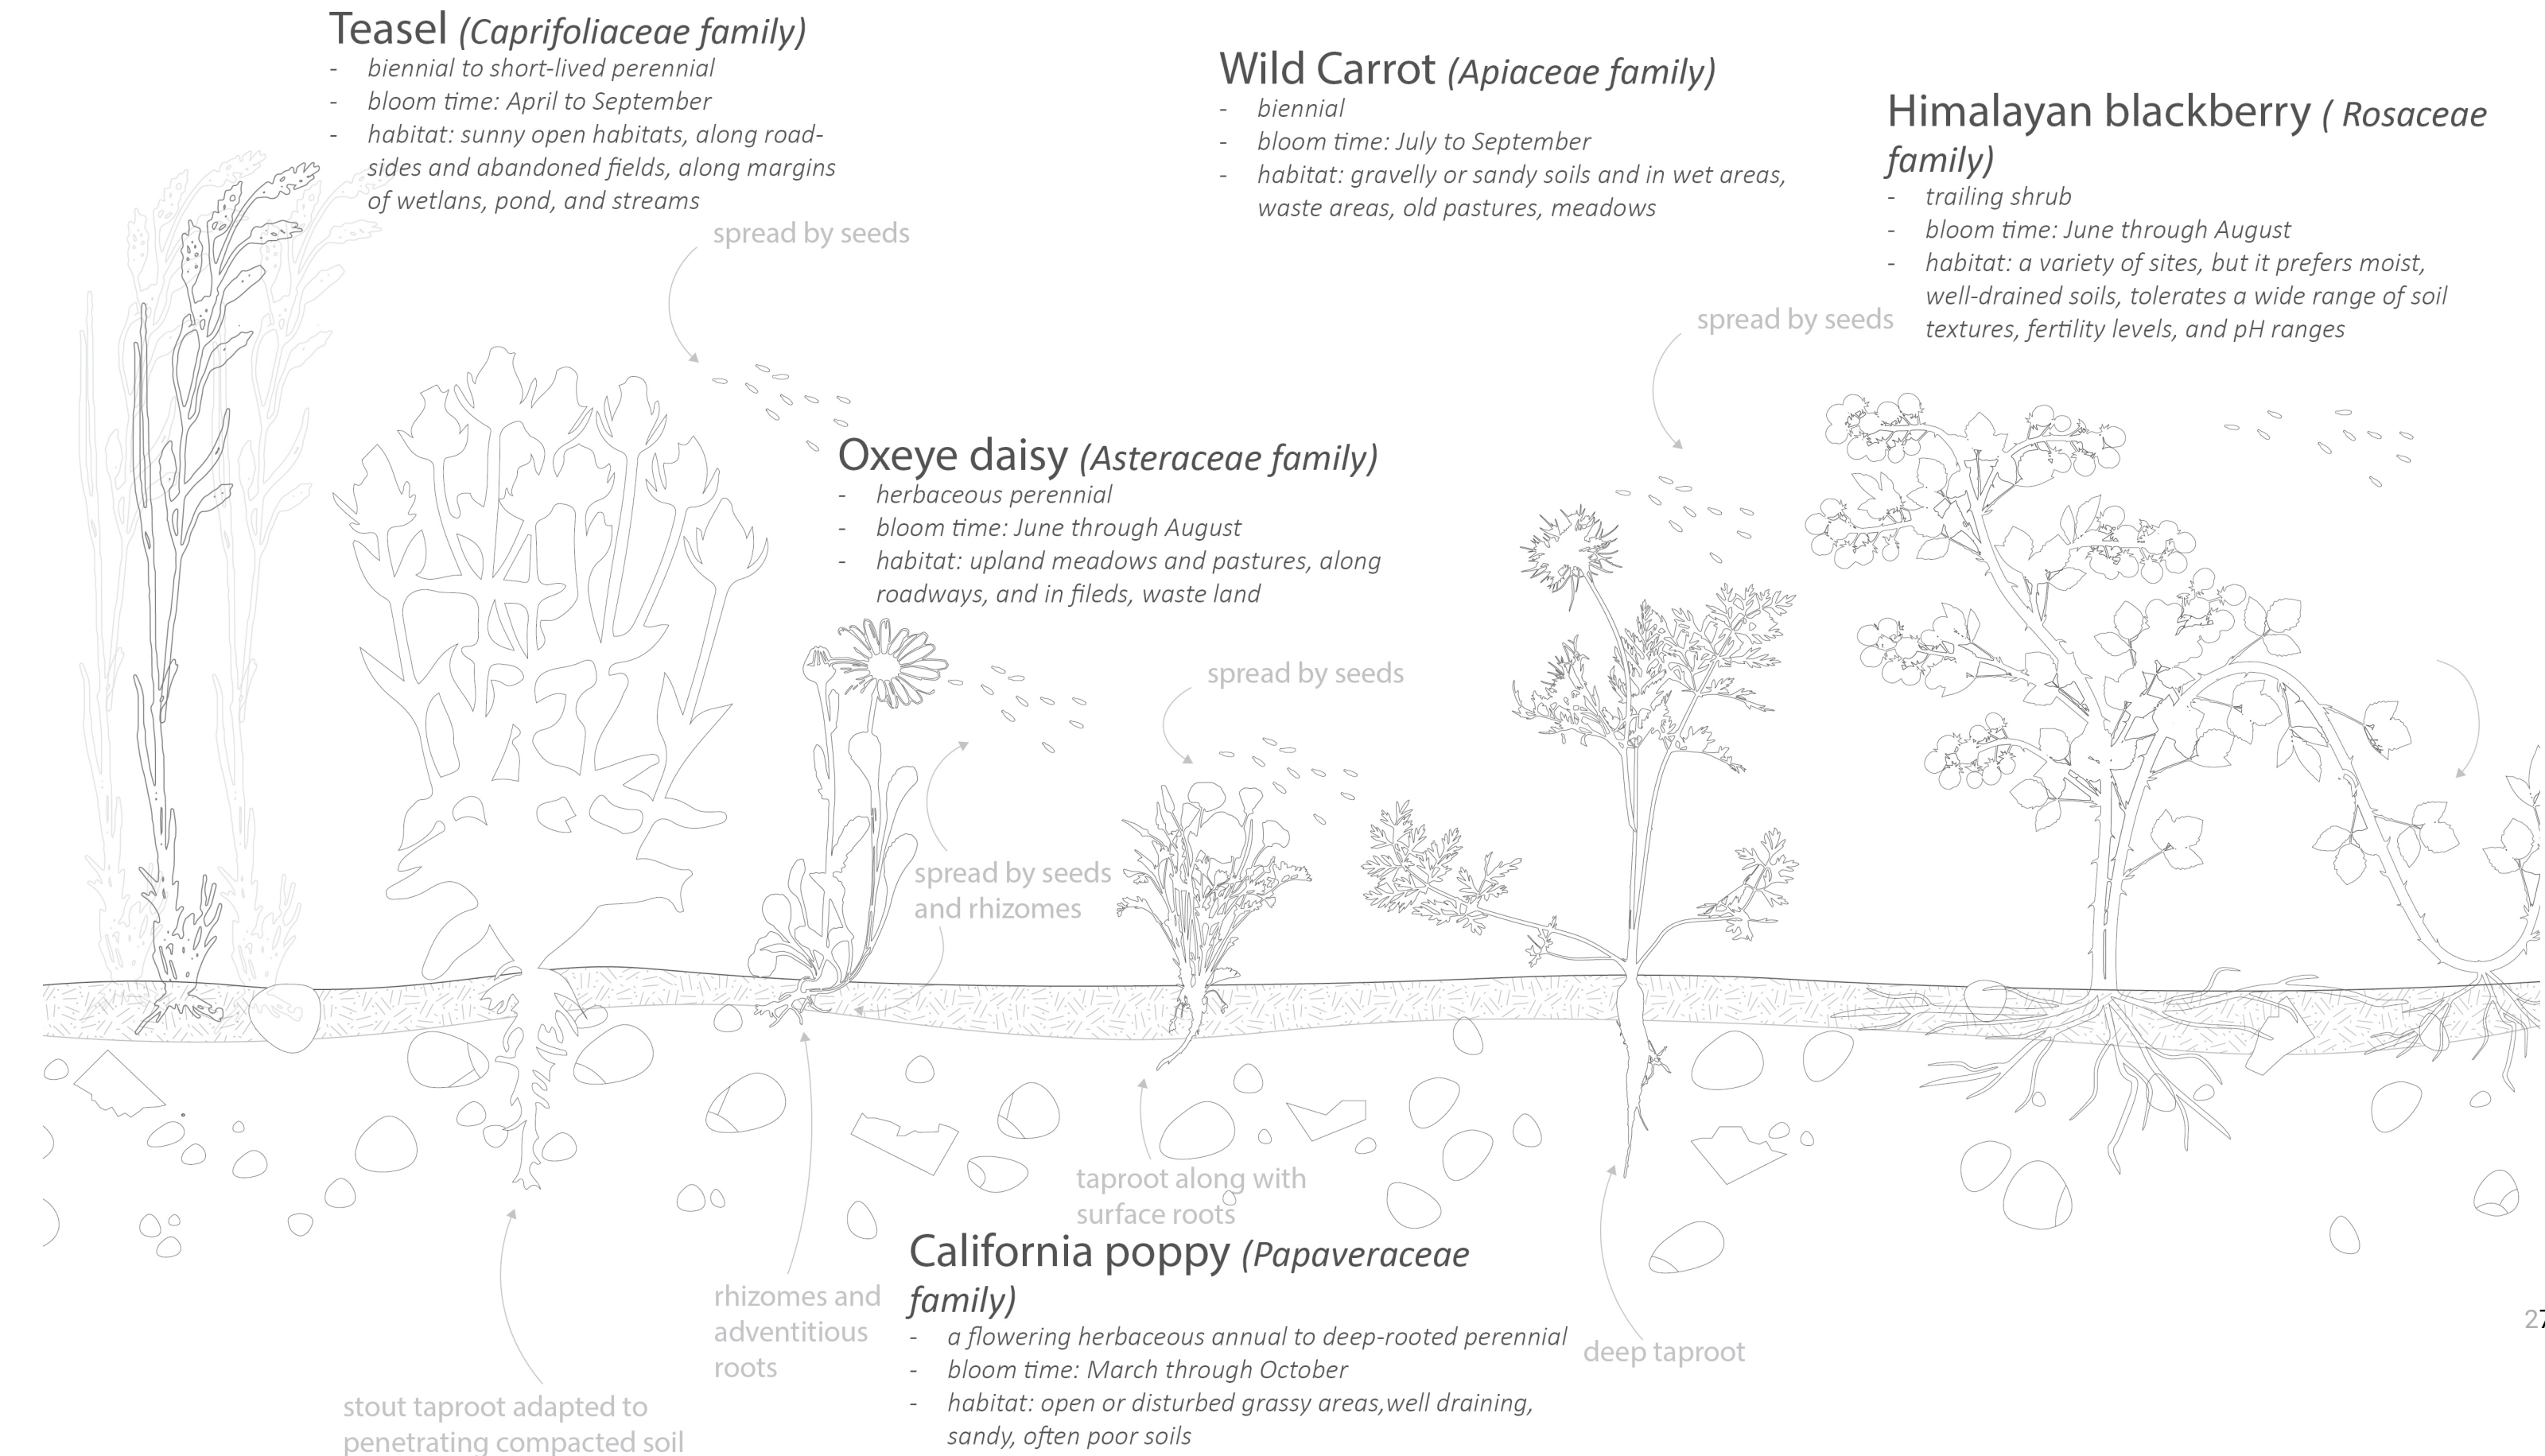 Teasel (Caprifoliaceae family)
- biennial to short-lived perennial
- bloom time: April to September
- habitat: sunny open habitats, along road-
sides and abandoned fields, along margins
of wetlans, pond, and streams
spread by seeds
Wild Carrot (Apiaceae family)
- biennial
- bloom time: July to September
- habitat: gravelly or sandy soils and in wet areas,
waste areas, old pastures, meadows
Himalayan blackberry ( Rosaceae
family)
- trailing shrub
- bloom time: June through August
- habitat: a variety of sites, but it prefers moist,
well-drained soils, tolerates a wide range of soil
textures, fertility levels, and pH ranges
spread by seeds
Oxeye daisy (Asteraceae family)
- herbaceous perennial
- bloom time: June through August
- habitat: upland meadows and pastures, along
roadways, and in fileds, waste land
spread by seeds
spread by seeds
and rhizomes
taproot along with
surface roots
California poppy (Papaveraceae
family)
- a flowering herbaceous annual to deep-rooted perennial
- bloom time: March through October
- habitat: open or disturbed grassy areas,well draining,
sandy, often poor soils
rhizomes and
adventitious
roots
deep taproot
stout taproot adapted to
penetrating compacted soil
27